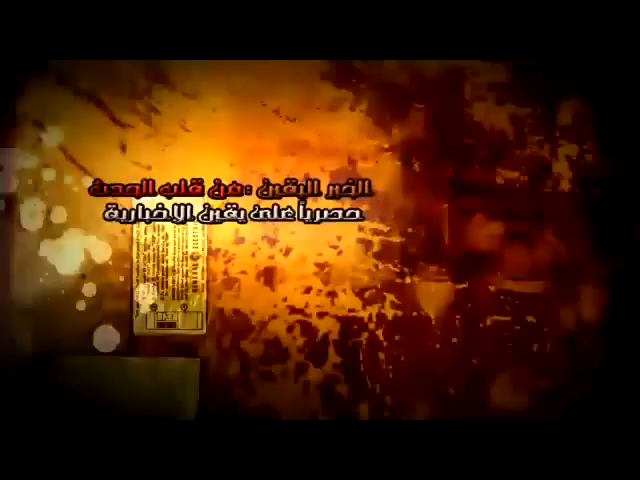 الخبر اليقين : من قلب الحدث
حصرياً على يقين الإخبارية